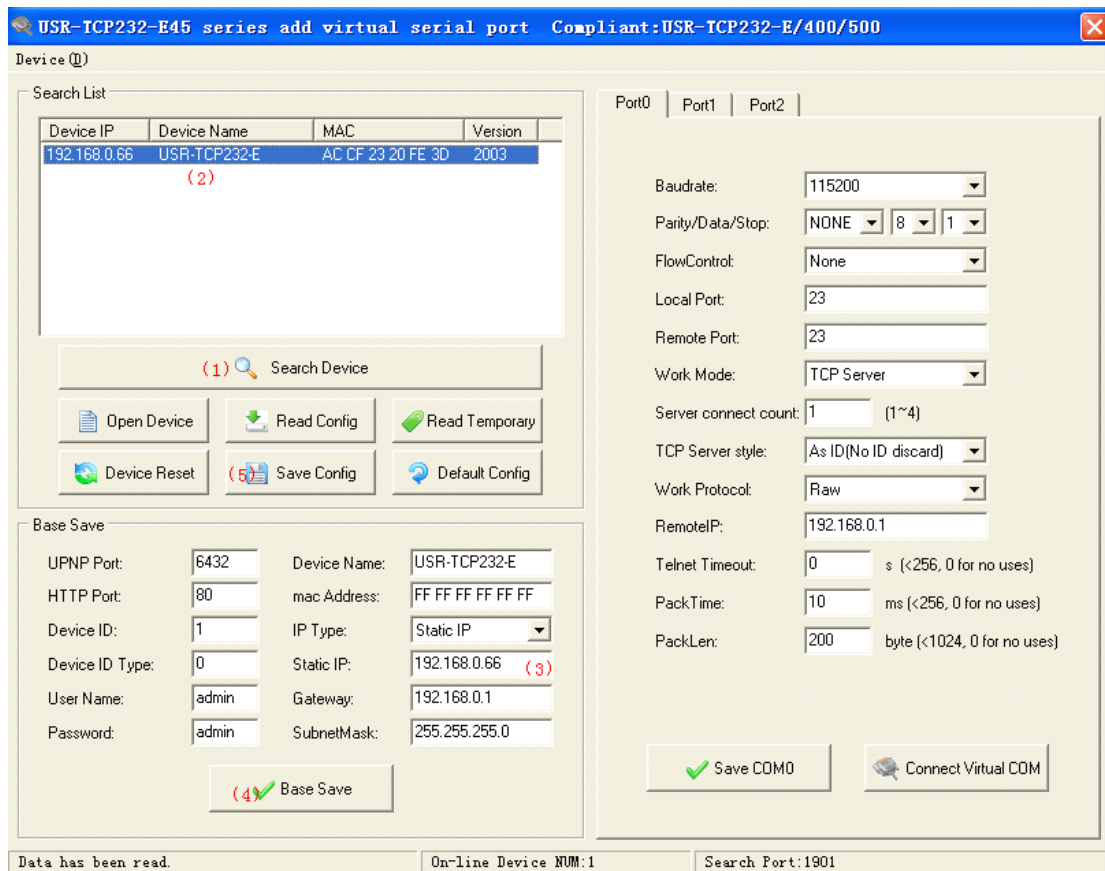 USR-TCP232-E45 series add virtual serial port Compliant:USR-TCP232-E/400/500
Device(D)
Search List
Device IP Device Name MAC Version
192.168.0.66 USR-TCP232-E AC CF 23 20 FE 3D 2003
(2)
(1) Search Device
Open Device Read Config Read Temporary
Device Reset (5) Save Config Default Config
Base Save
UPNP Port: 6432 Device Name: USR-TCP232-E
HTTP Port: 80 mac Address: FF FF FF FF FF FF
Device ID: 1 IP Type: Static IP
Device ID Type: 0 Static IP: 192.168.0.66 (3)
User Name: admin Gateway: 192.168.0.1
Password: admin SubnetMask: 255.255.255.0
(4) Base Save
Port0 Port1 Port2
Baudrate: 115200
Parity/Data/Stop: NONE 8 1
FlowControl: None
Local Port: 23
Remote Port: 23
Work Mode: TCP Server
Server connect count: 1 (1~4)
TCP Server style: As ID(No ID discard)
Work Protocol: Raw
RemoteIP: 192.168.0.1
Telnet Timeout: 0 s (<256, 0 for no uses)
PackTime: 10 ms (<256, 0 for no uses)
PackLen: 200 byte (<1024, 0 for no uses)
Save COM0 Connect Virtual COM
Data has been read. On-line Device NUM:1 Search Port:1901